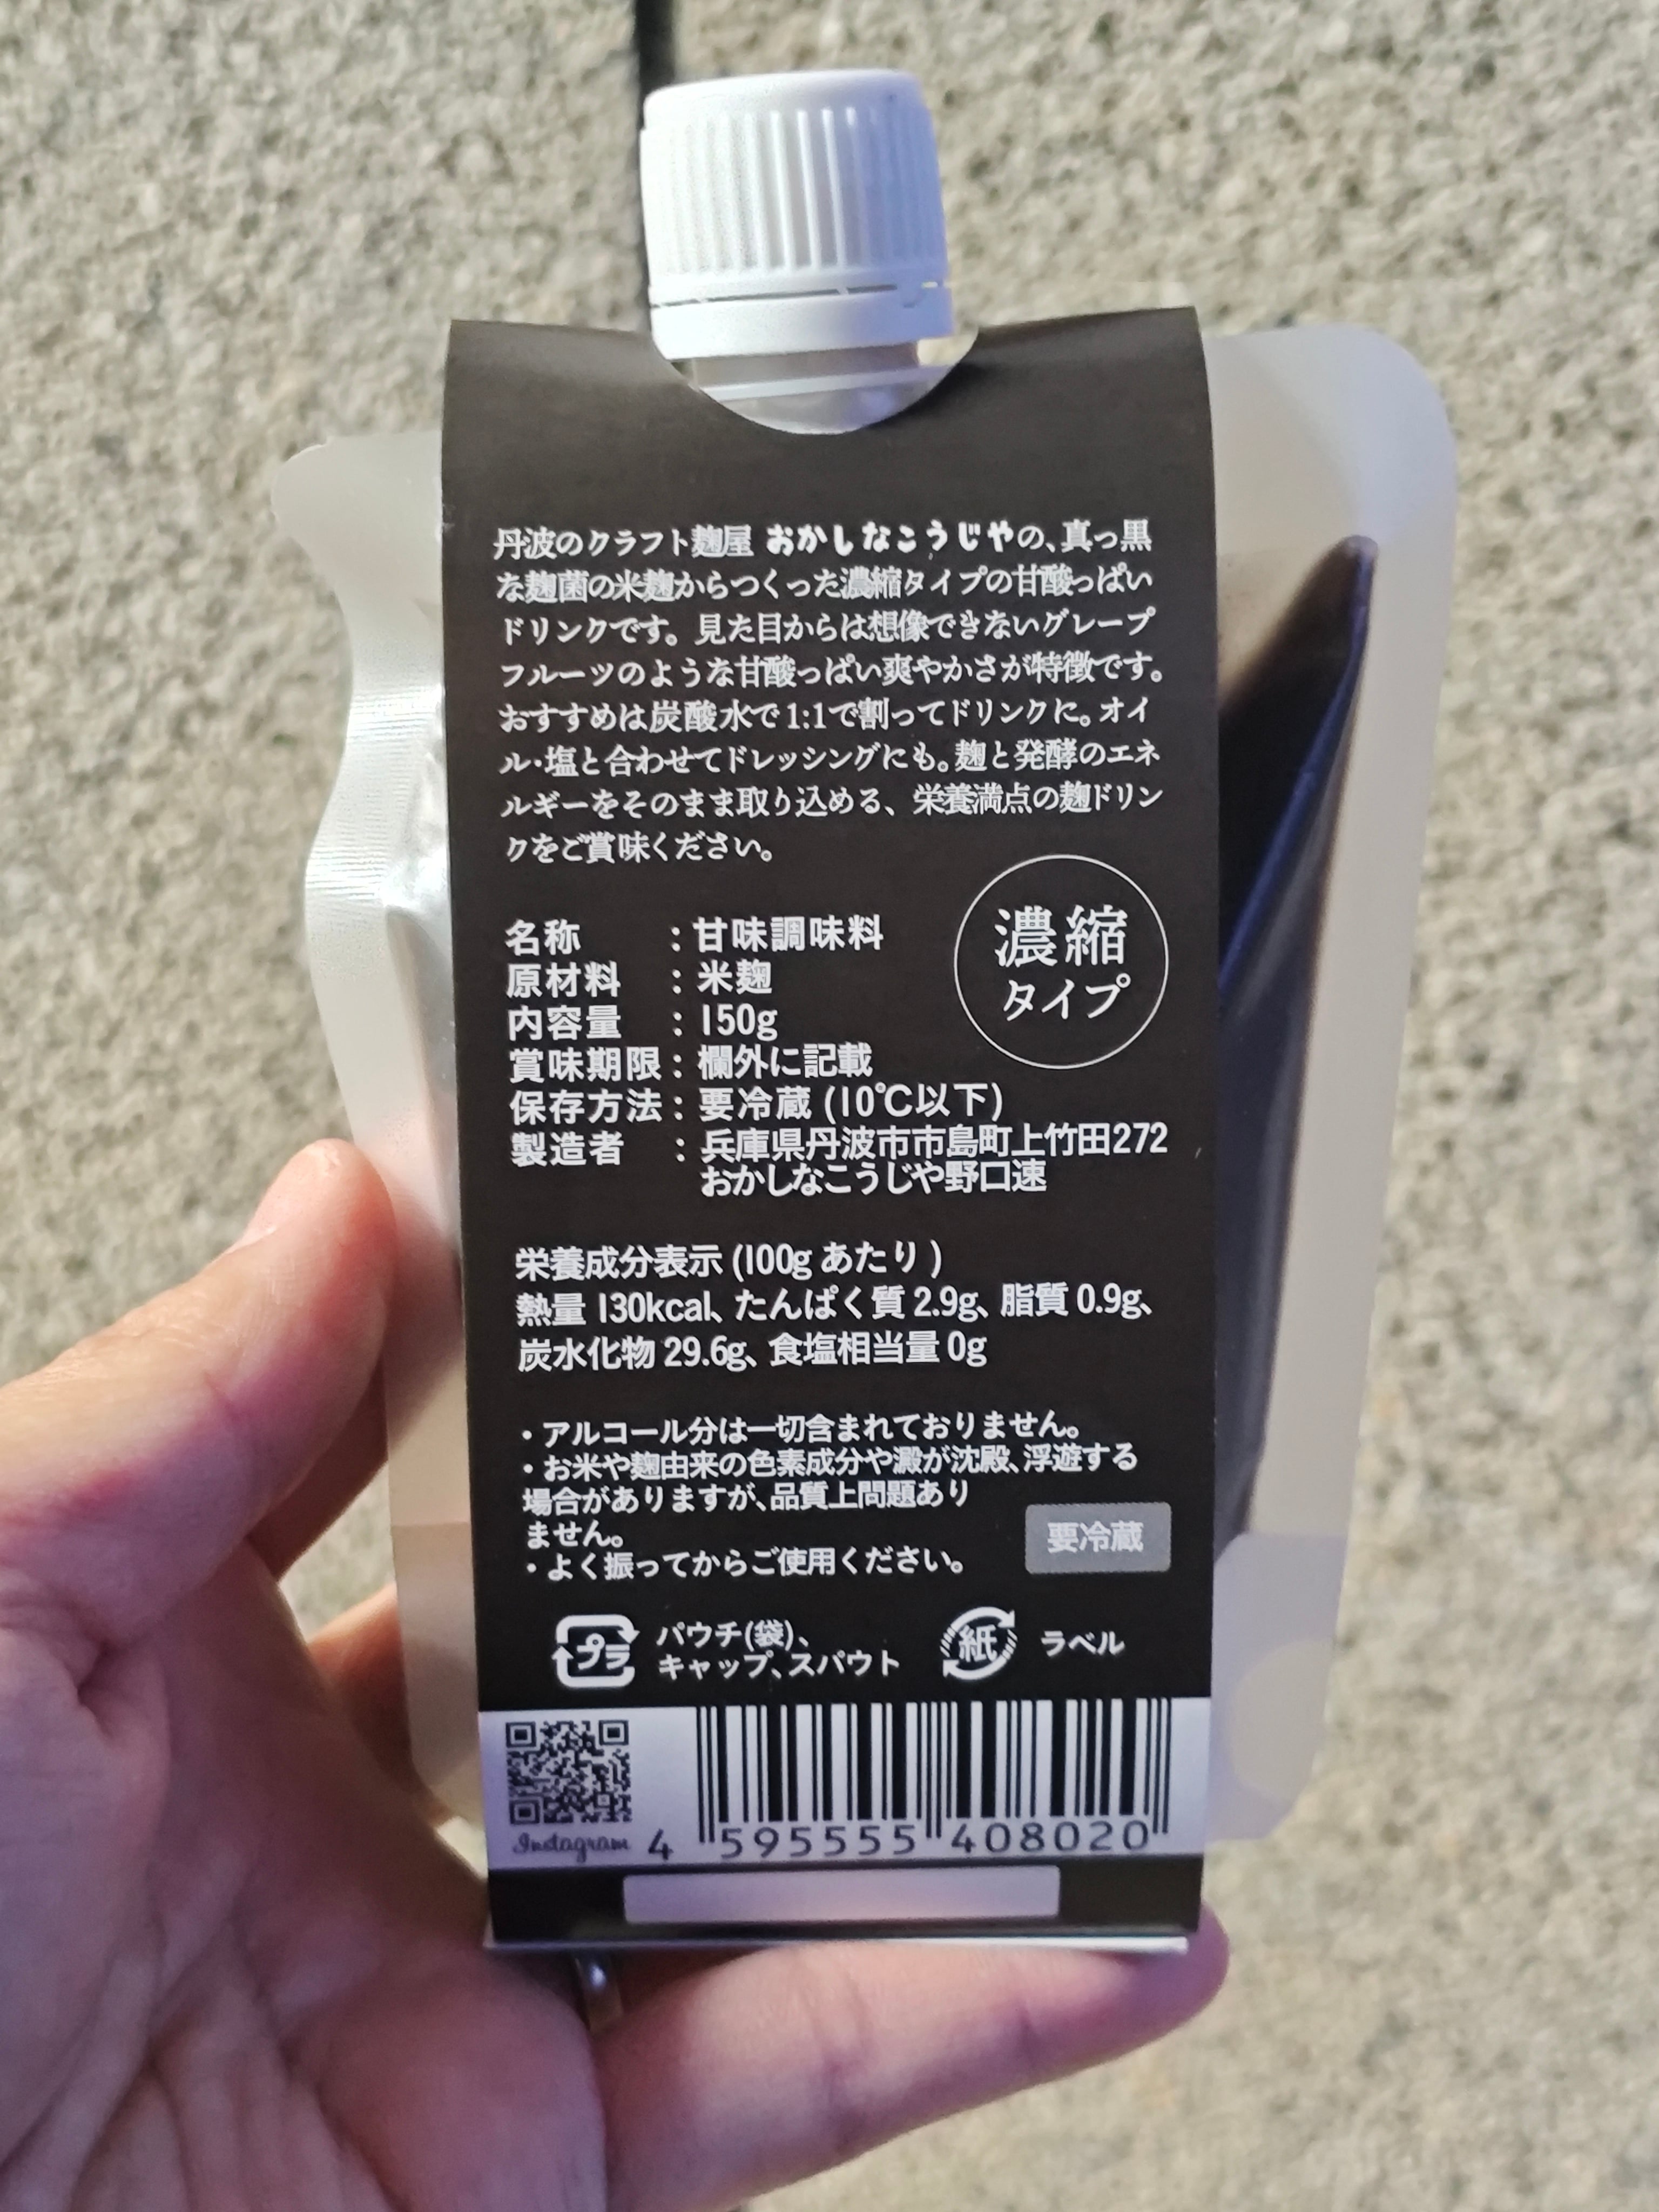 丹波のクラフト麹屋 おかしなこうじやの、真っ黒
な麹菌の米麹からつくった濃縮タイプの甘酸っぱい
ドリンクです。見た目からは想像できないグレープ
フルーツのような甘酸っぱい爽やかさが特徴です。
おすすめは炭酸水で1:1で割ってドリンクに。オイ
ル・塩と合わせてドレッシングにも。麹と発酵のエネ
ルギーをそのまま取り込める、栄養満点の麹ドリン
クをご賞味ください。
濃縮
タイプ
名称 : 甘味調味料
原材料 : 米麹
内容量 : 150g
賞味期限 : 欄外に記載
保存方法 : 要冷蔵 (10℃以下)
製造者 : 兵庫県丹波市市島町上竹田272
おかしなこうじや野口速
栄養成分表示 (100g あたり )
熱量 130kcal、たんぱく質 2.9g、脂質 0.9g、
炭水化物 29.6g、食塩相当量 0g
・アルコール分は一切含まれておりません。
・お米や麹由来の色素成分や澱が沈殿、浮遊する
場合がありますが、品質上問題あり
ません。
・よく振ってからご使用ください。
要冷蔵
プラ
パウチ(袋)、
キャップ、スパウト
紙
ラベル
Instagram
4 595555 408020